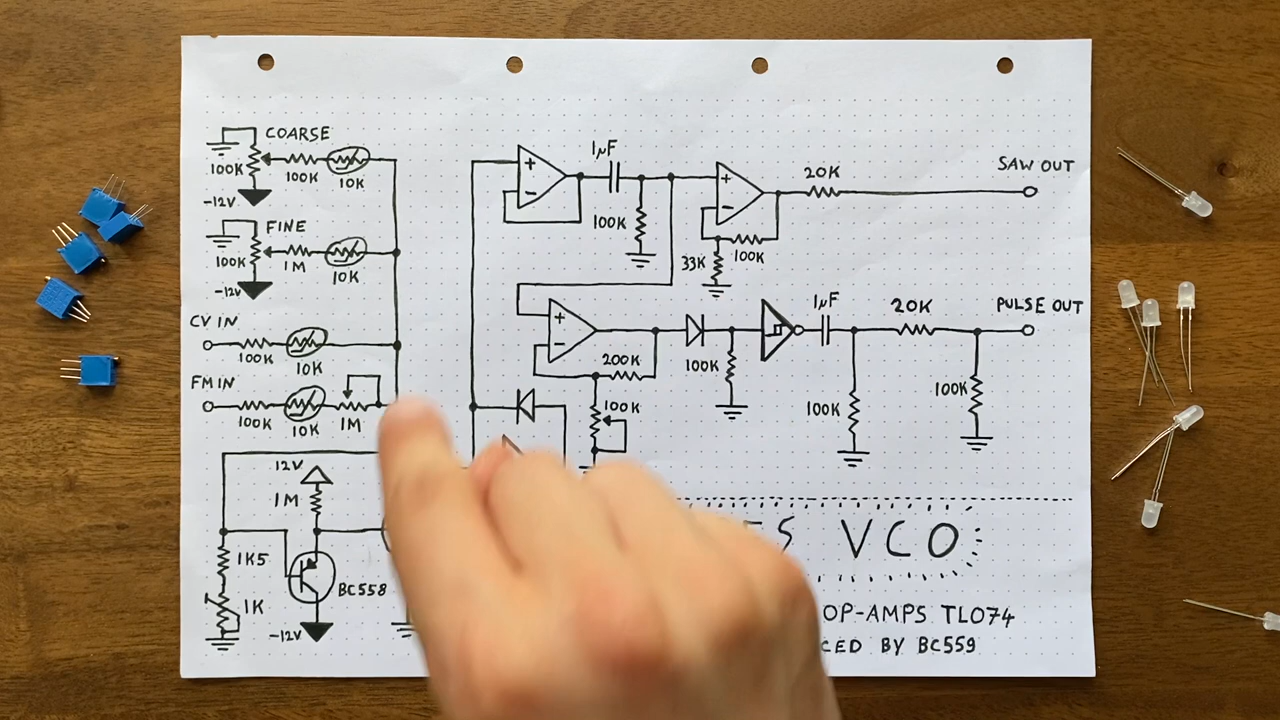 COARSE
100K
100K
10K
-12V
FINE
100K
1M
10K
-12V
CV IN
100K
10K
FM IN
100K
10K
1M
12V
1M
1K5
1K
BC558
-12V
1µF
100K
33K
100K
20K
SAW OUT
200K
100K
100K
1µF
20K
PULSE OUT
100K
100K
VCO
OP-AMPS TL074
BY BC559